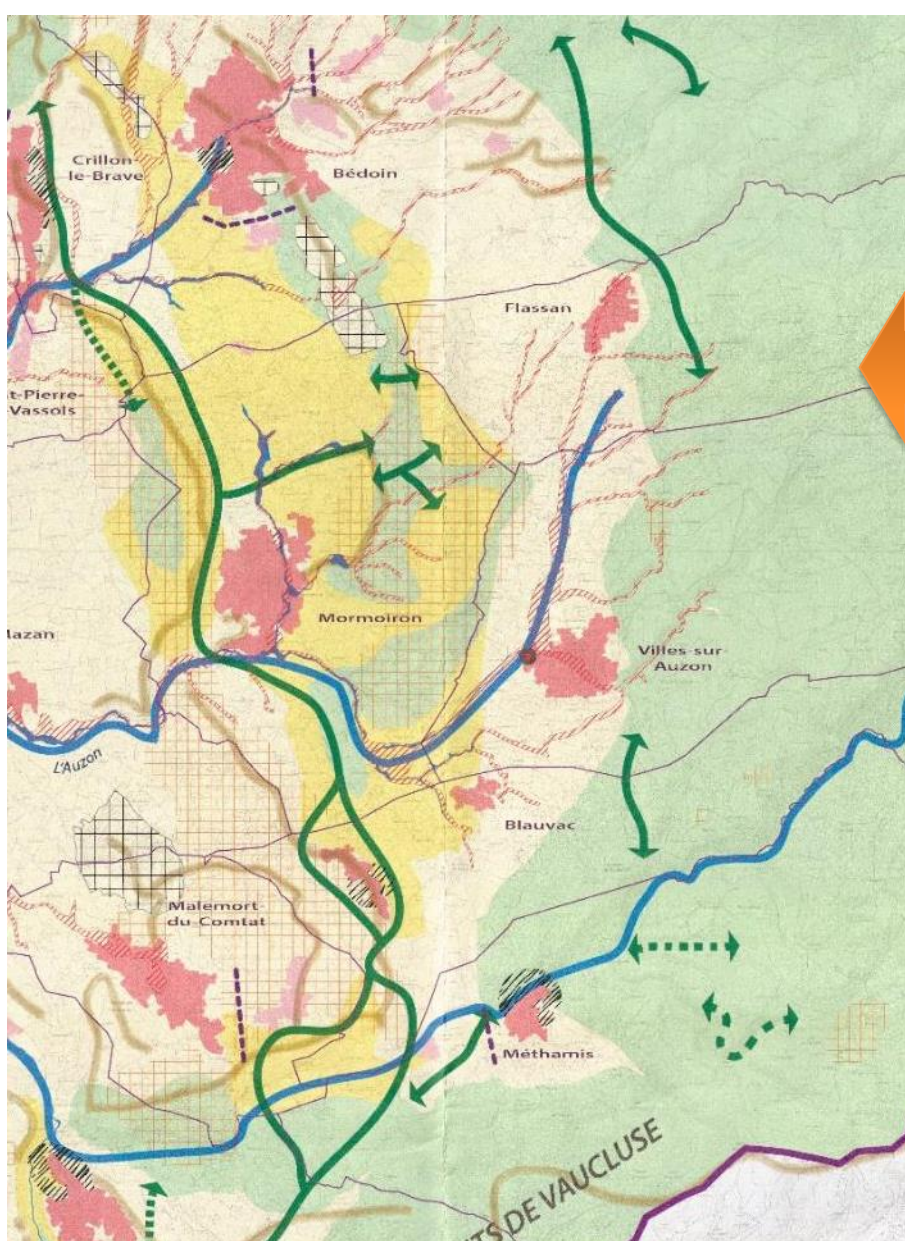 Crillon-
le-Brave
Bédoin
Flassan
t-Pierre-
Vassols
Mormoiron
Mazan
Villes-sur-
Auzon
L'Auzon
Blauvac
Malemort-
du-Comtat
Méthamis
TS DE VAUCLUSE